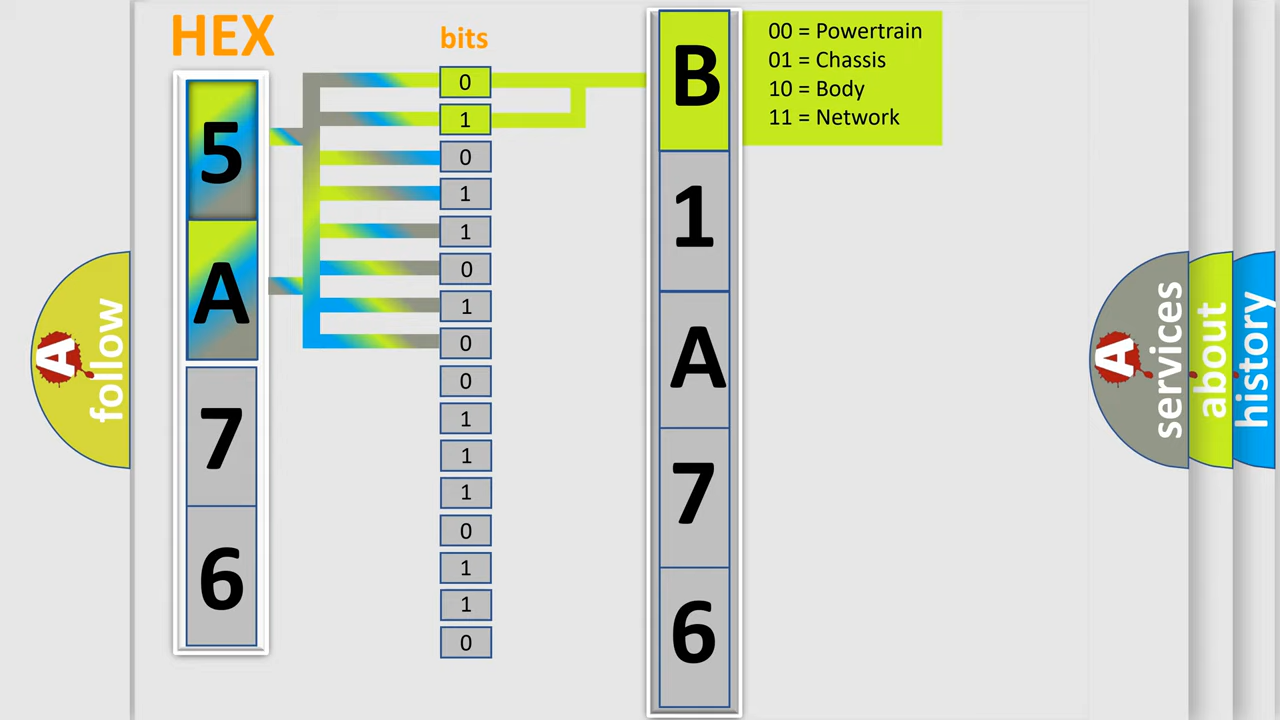 HEX
bits
5
A
7
6
0
1
0
1
1
0
1
0
0
1
1
1
0
1
1
0
B
1
A
7
6
00 = Powertrain
01 = Chassis
10 = Body
11 = Network
A
follow
A
services
about
history